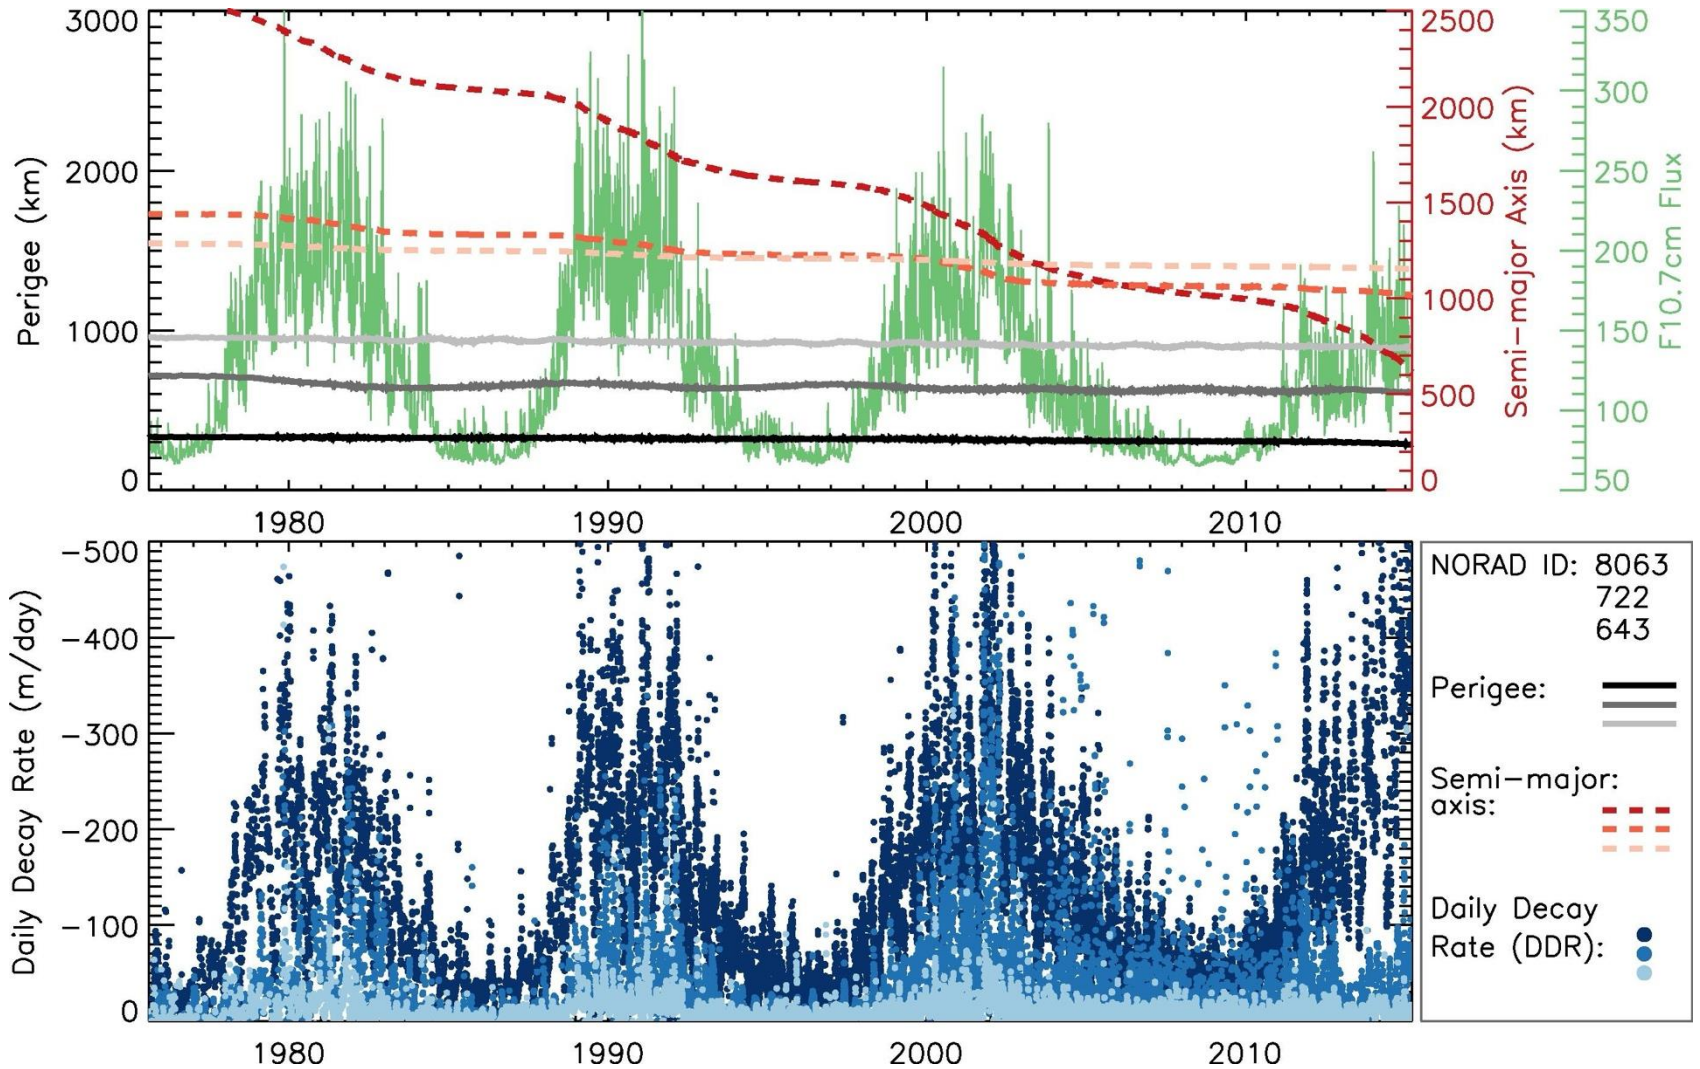 3000
2000
1000
0
Perigee (km)
2500
2000
1500
1000
500
0
Semi-major Axis (km)
350
300
250
200
150
100
50
F10.7cm Flux
1980 1990 2000 2010
-500
-400
-300
-200
-100
0
Daily Decay Rate (m/day)
1980 1990 2000 2010
NORAD ID: 8063
722
643
Perigee:
Semi-major:
axis:
Daily Decay
Rate (DDR):